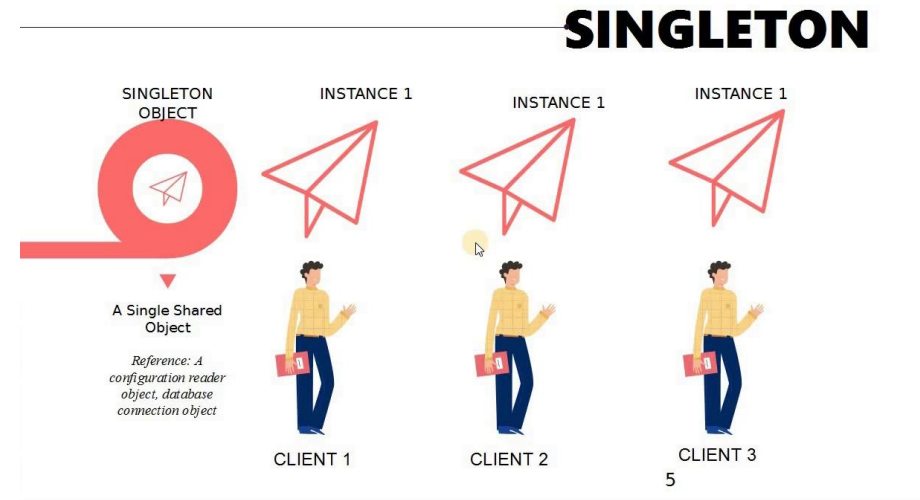 SINGLETON
SINGLETON
OBJECT
INSTANCE 1
INSTANCE 1
INSTANCE 1
A Single Shared
Object
Reference: A
configuration reader
object, database
connection object
CLIENT 1
CLIENT 2
CLIENT 3
5